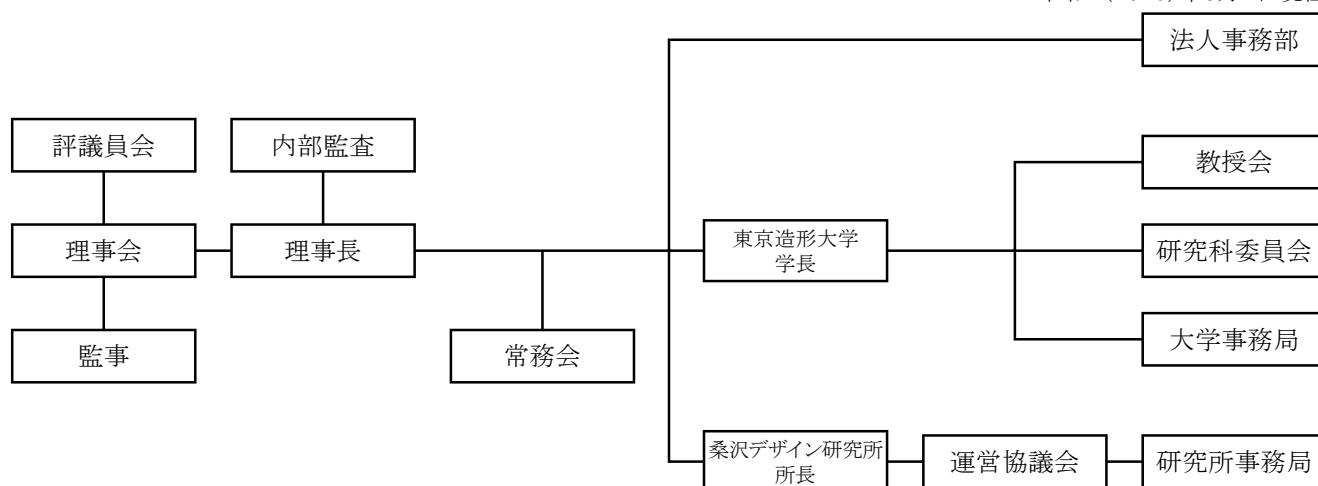 法人事務部
評議員会
内部監査
教授会
理事会
理事長
東京造形大学
学長
研究科委員会
監事
常務会
大学事務局
桑沢デザイン研究所
所長
運営協議会
研究所事務局